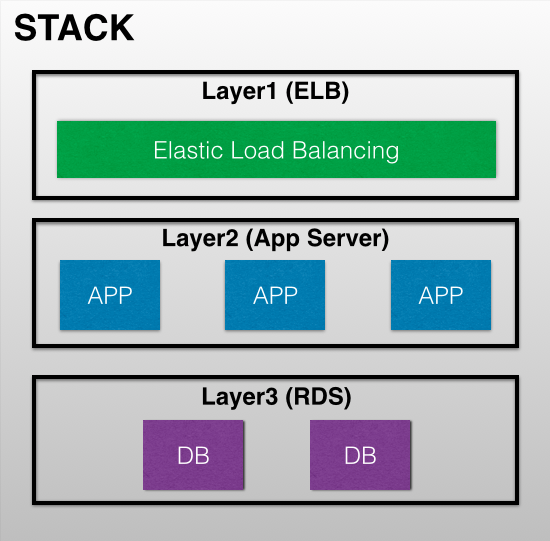 STACK
Layer1 (ELB)
Elastic Load Balancing
Layer2 (App Server)
APP APP APP
Layer3 (RDS)
DB DB